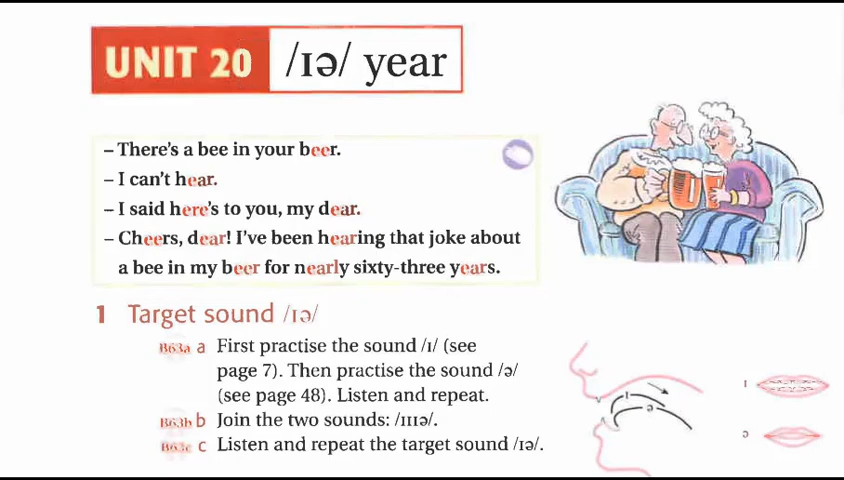 UNIT 20 /ɪə/ year
– There's a bee in your beer.
– I can't hear.
– I said here's to you, my dear.
– Cheers, dear! I've been hearing that joke about
a bee in my beer for nearly sixty-three years.
1 Target sound /ɪə/
B63a a First practise the sound /ɪ/ (see
page 7). Then practise the sound /ə/
(see page 48). Listen and repeat.
B63b b Join the two sounds: /ɪɪɪə/.
B63c c Listen and repeat the target sound /ɪə/.
ɪ
ɪ
ə
ə